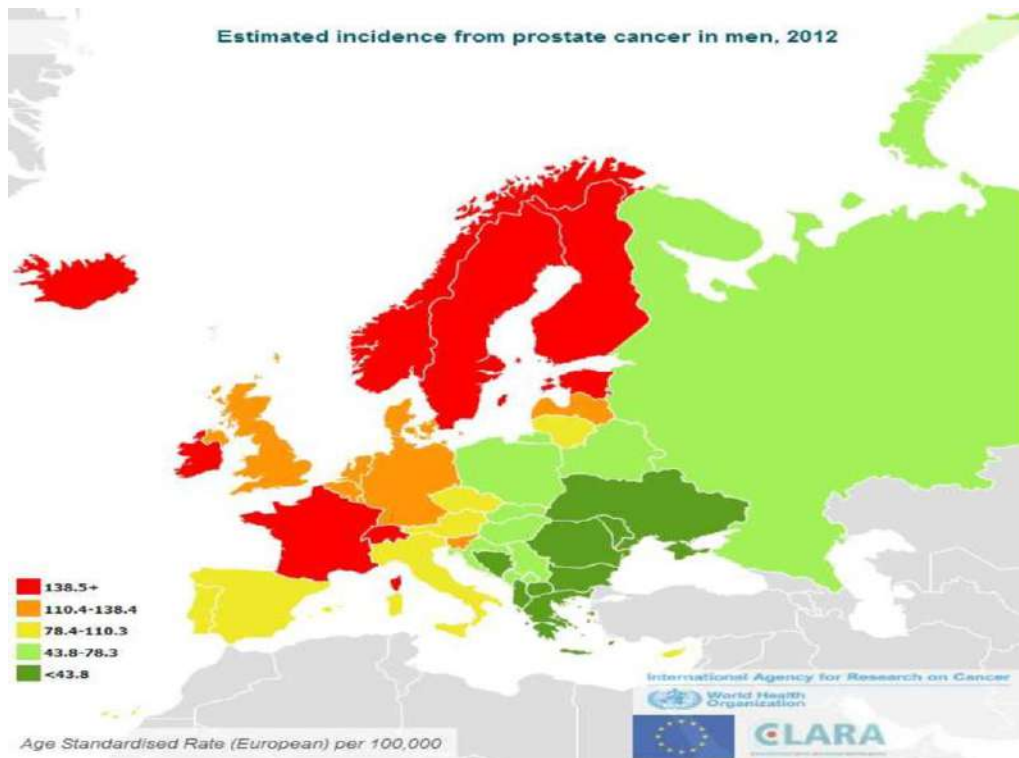 Estimated incidence from prostate cancer in men, 2012
138.5+
110.4-138.4
78.4-110.3
43.8-78.3
<43.8
International Agency for Research on Cancer
World Health
Organization
CLARA
Age Standardised Rate (European) per 100,000